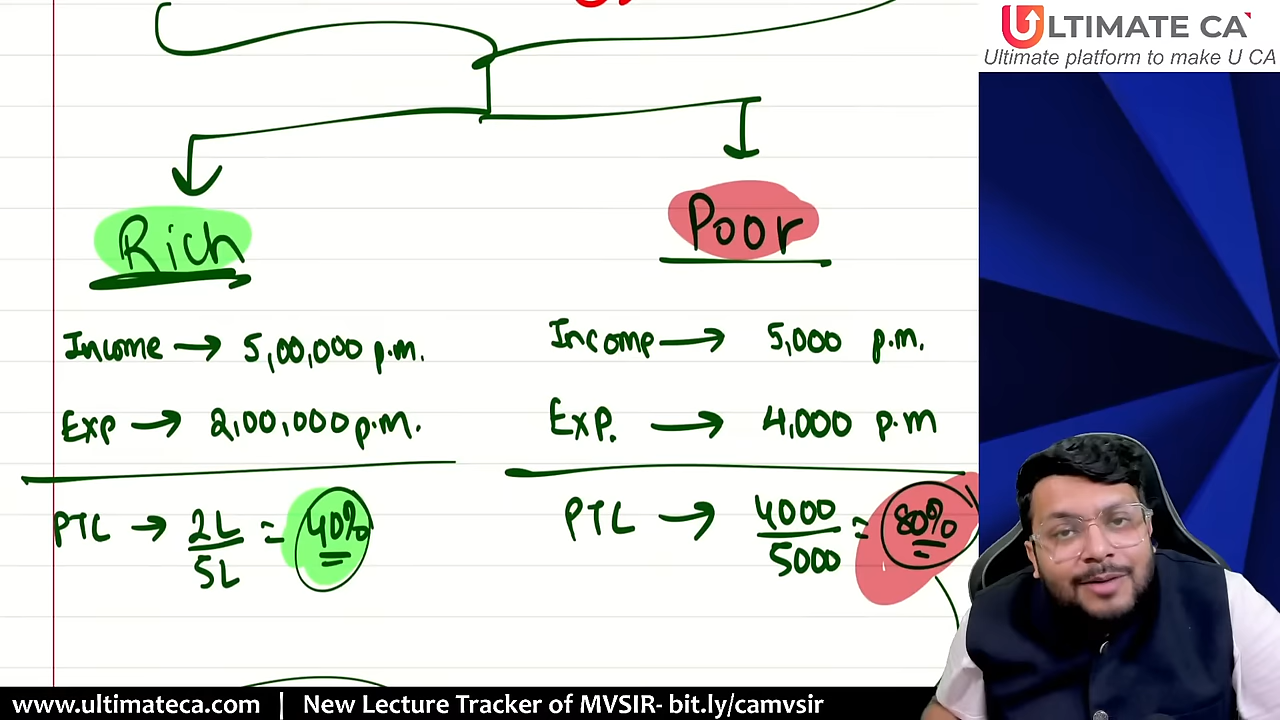 ULTIMATE CA
Ultimate platform to make U CA
Rich
Poor
Income → 5,00,000 p.m.
Income → 5,000 p.m.
Exp → 2,00,000 p.m.
Exp. → 4,000 p.m
PTL → 2L/5L = 40%
PTL → 4000/5000 = 80%
www.ultimateca.com | New Lecture Tracker of MVSIR- bit.ly/camvsir